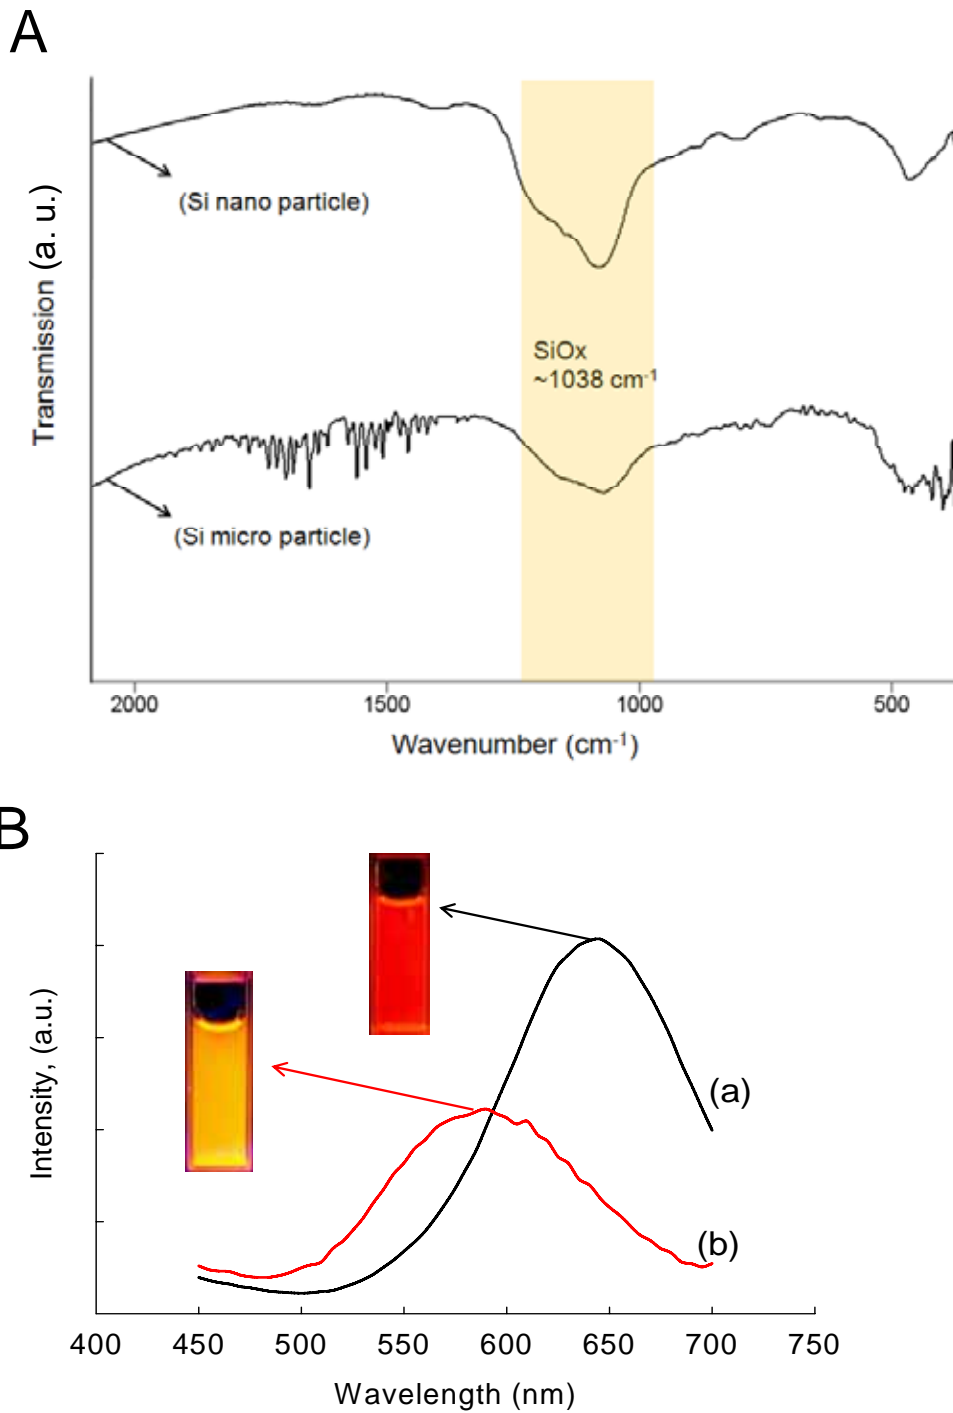 A
Transmission (a. u.)
(Si nano particle)
SiOx
~1038 cm-1
(Si micro particle)
2000 1500 1000 500
Wavenumber (cm-1)
B
Intensity, (a.u.)
(a)
(b)
400 450 500 550 600 650 700 750
Wavelength (nm)